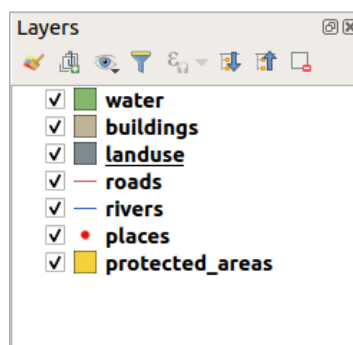 Layers
water
buildings
landuse
roads
rivers
places
protected_areas